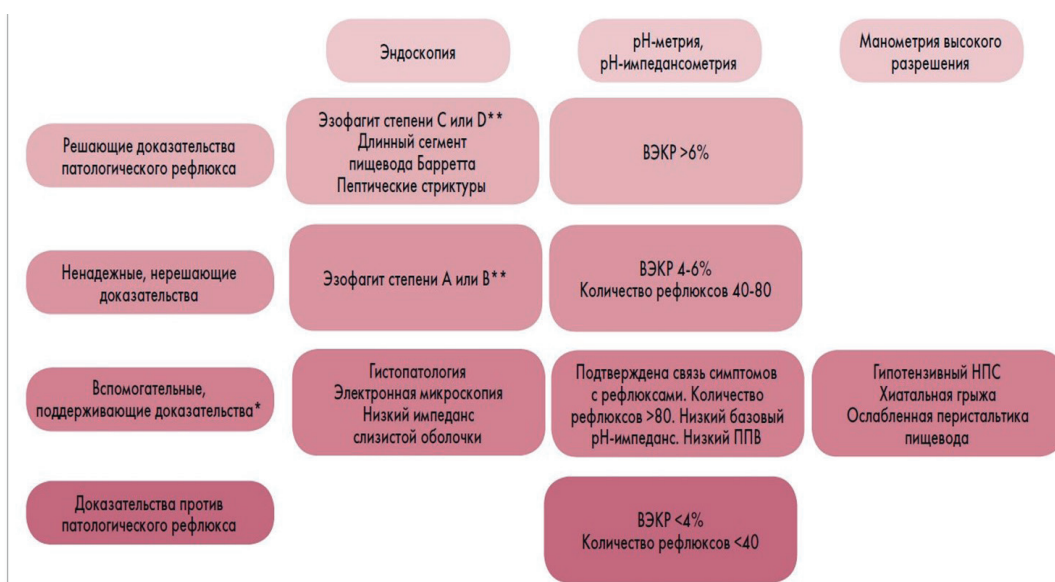 Эндоскопия
рН-метрия,
рН-импедансометрия
Манометрия высокого
разрешения
Решающие доказательства
патологического рефлюкса
Эзофагит степени C или D**
Длинный сегмент
пищевода Барретта
Пептические стриктуры
ВЭКР >6%
Ненадежные, нерешающие
доказательства
Эзофагит степени А или В**
ВЭКР 4-6%
Количество рефлюксов 40-80
Вспомогательные,
поддерживающие доказательства*
Гистопатология
Электронная микроскопия
Низкий импеданс
слизистой оболочки
Подтверждена связь симптомов
с рефлюксами. Количество
рефлюксов >80. Низкий базовый
рН-импеданс. Низкий ППВ
Гипотензивный НПС
Хиатальная грыжа
Ослабленная перистальтика
пищевода
Доказательства против
патологического рефлюкса
ВЭКР <4%
Количество рефлюксов <40